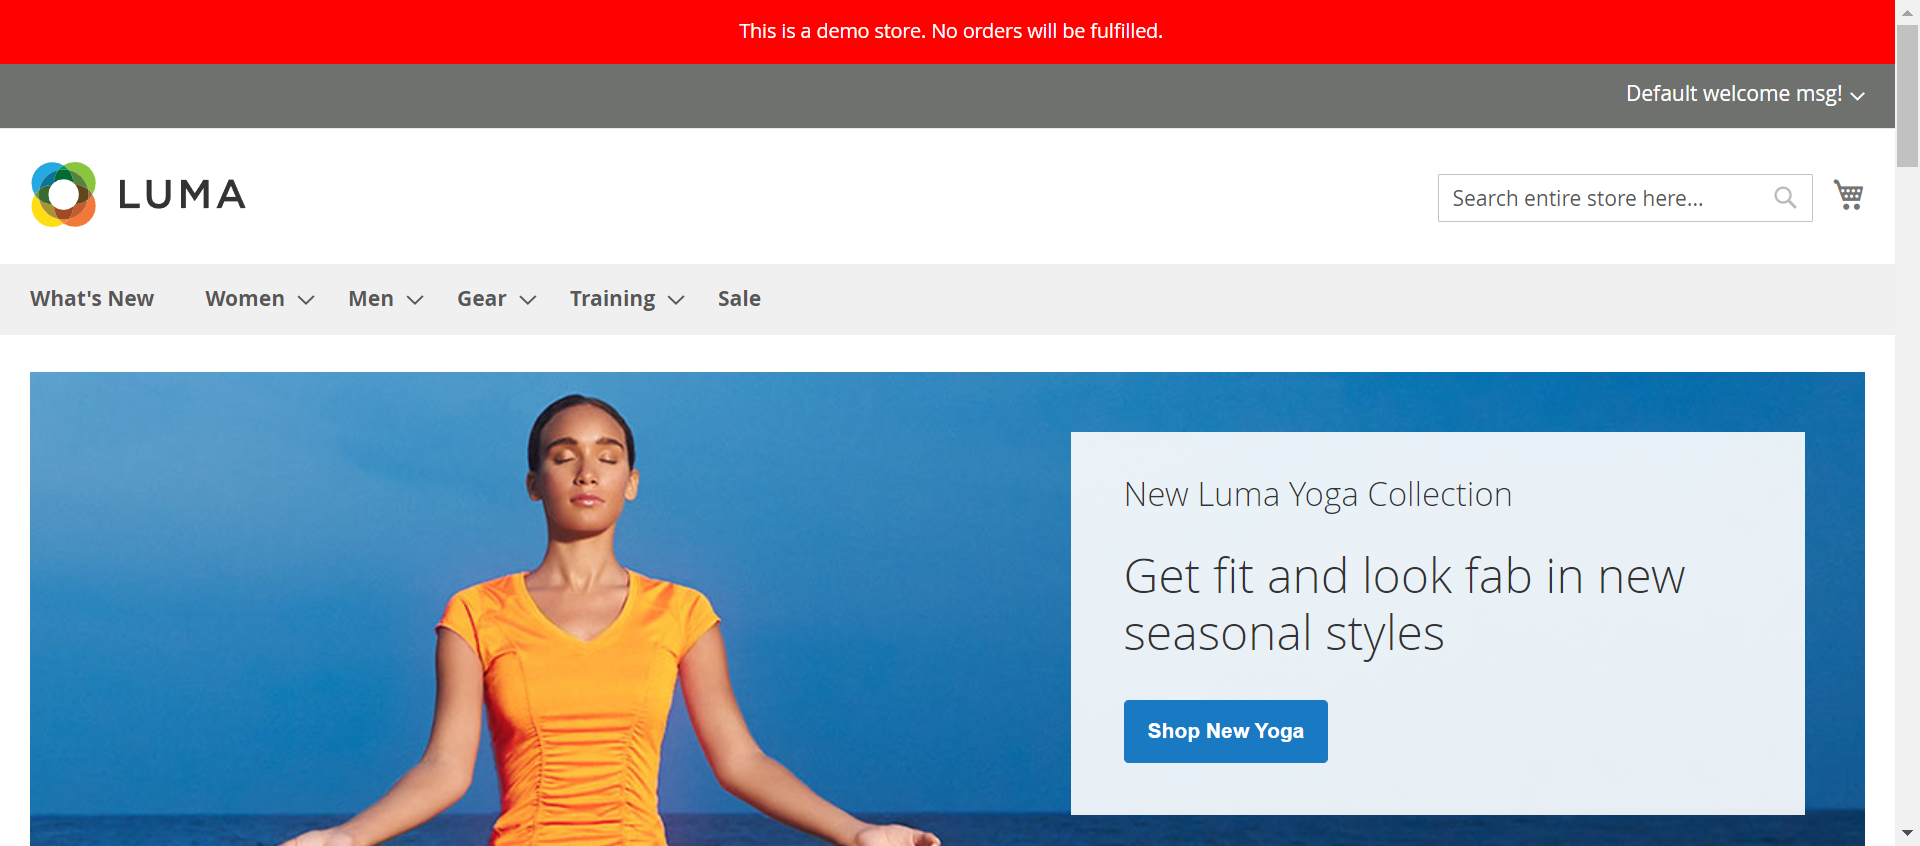 This is a demo store. No orders will be fulfilled.
Default welcome msg!
LUMA
Search entire store here...
What's New Women Men Gear Training Sale
New Luma Yoga Collection
Get fit and look fab in new
seasonal styles
Shop New Yoga